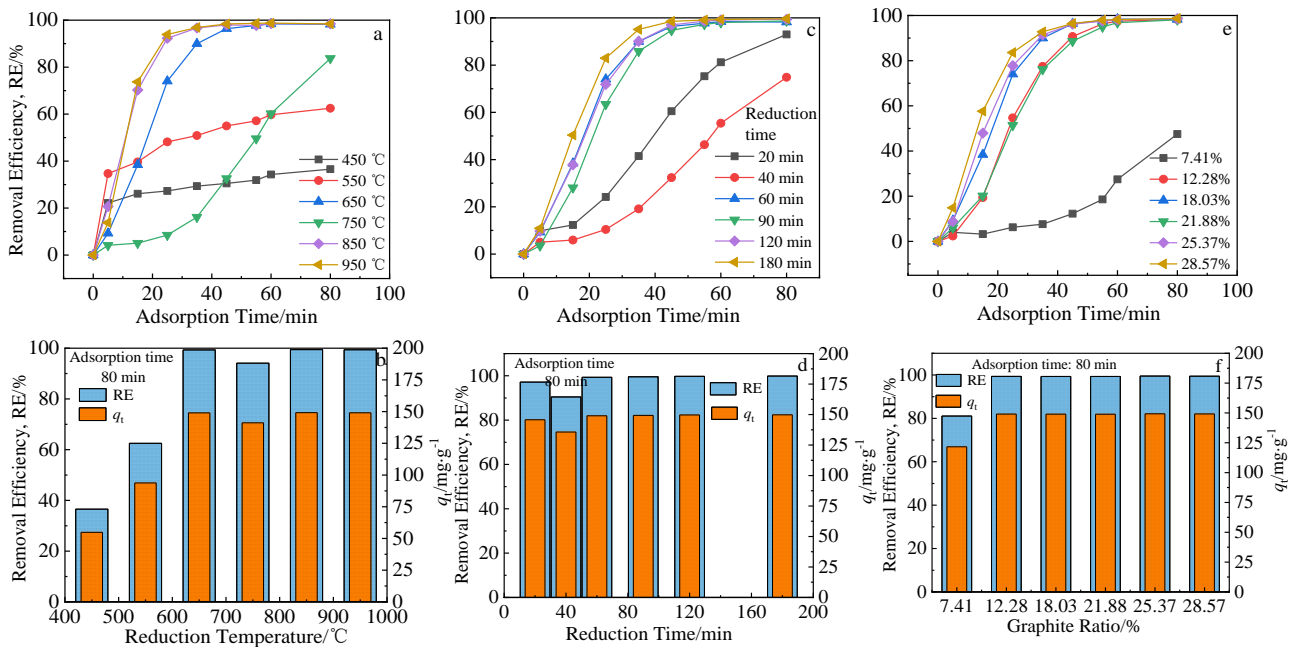 Removal Efficiency, RE/%
100
80
60
40
20
0
a
450 ℃
550 ℃
650 ℃
750 ℃
850 ℃
950 ℃
0 20 40 60 80 100
Adsorption Time/min
100
80
60
40
20
0
c
Reduction
time
20 min
40 min
60 min
90 min
120 min
180 min
0 20 40 60 80
Adsorption Time/min
Removal Efficiency, RE/%
100
80
60
40
20
0
e
7.41%
12.28%
18.03%
21.88%
25.37%
28.57%
0 20 40 60 80 100
Adsorption Time/min
Removal Efficiency, RE/%
100
80
60
40
20
0
b
Adsorption time
80 min
RE
qt
200
175
150
125
100
75
50
25
0
qt/mg·g-1
400 500 600 700 800 900 1000
Reduction Temperature/℃
Removal Efficiency, RE/%
100
80
60
40
20
0
d
Adsorption time
80 min
RE
qt
200
175
150
125
100
75
50
25
0
qt/mg·g-1
0 40 80 120 160 200
Reduction Time/min
Removal Efficiency, RE/%
100
80
60
40
20
0
f
Adsorption time: 80 min
RE
qt
200
175
150
125
100
75
50
25
0
qt/mg·g-1
7.41 12.28 18.03 21.88 25.37 28.57
Graphite Ratio/%